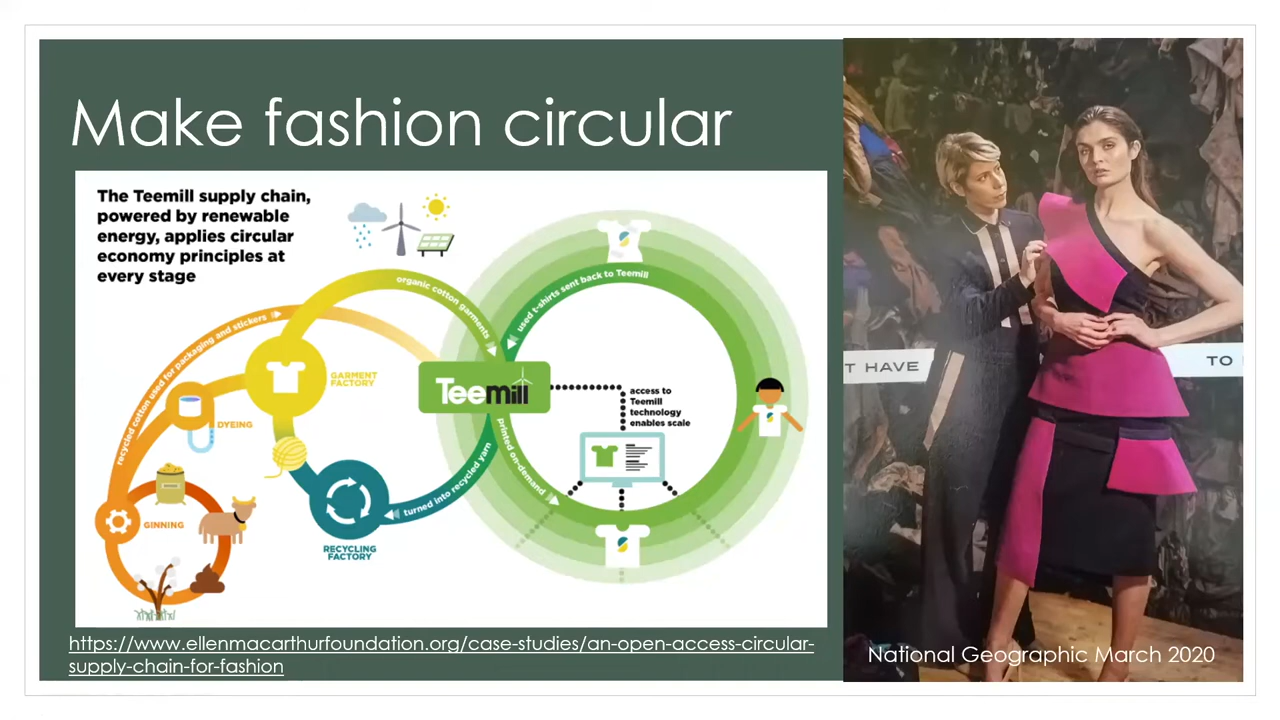 Make fashion circular
The Teemill supply chain,
powered by renewable
energy, applies circular
economy principles at
every stage
organic cotton garments
used t-shirts sent back to Teemill
recycled cotton used for packaging and stickers
GARMENT
FACTORY
Teemill
access to
Teemill
technology
enables scale
DYEING
printed on-demand
turned into recycled yarn
GINNING
RECYCLING
FACTORY
https://www.ellenmacarthurfoundation.org/case-studies/an-open-access-circular-
supply-chain-for-fashion
T HAVE
TO
National Geographic March 2020